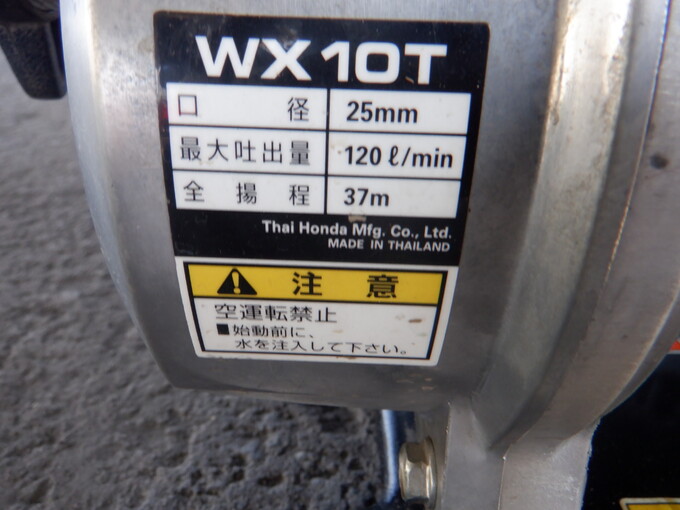 WX10T
口 径 25mm
最大吐出量 120ℓ/min
全揚程 37m
Thai Honda Mfg. Co., Ltd.
MADE IN THAILAND
注意
空運転禁止
■始動前に、
水を注入して下さい。